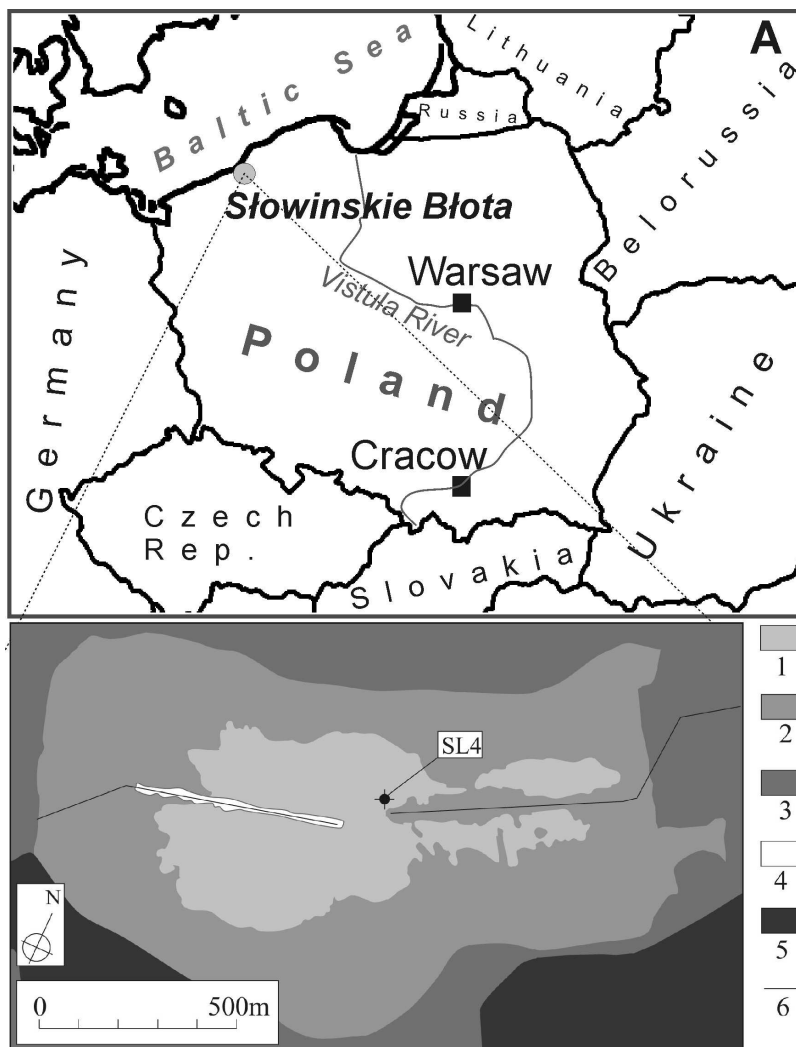 A
Baltic Sea
Lithuania
Russia
Belorussia
Słowinskie Błota
Warsaw
Vistula River
Germany
Poland
Cracow
Ukraine
Czech
Rep.
Slovakia
1
SL4
2
3
4
N
5
0 500m
6